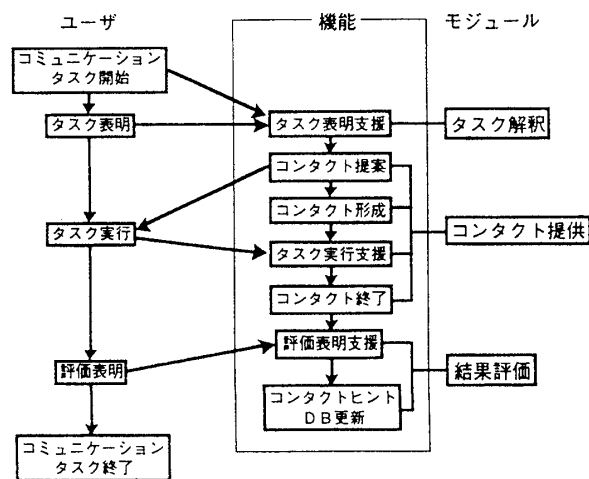 ユーザ
機能
モジュール
コミュニケーション
タスク開始
タスク表明
タスク表明支援
タスク解釈
コンタクト提案
コンタクト形成
タスク実行
タスク実行支援
コンタクト提供
コンタクト終了
評価表明支援
評価表明
結果評価
コンタクトヒント
DB更新
コミュニケーション
タスク終了